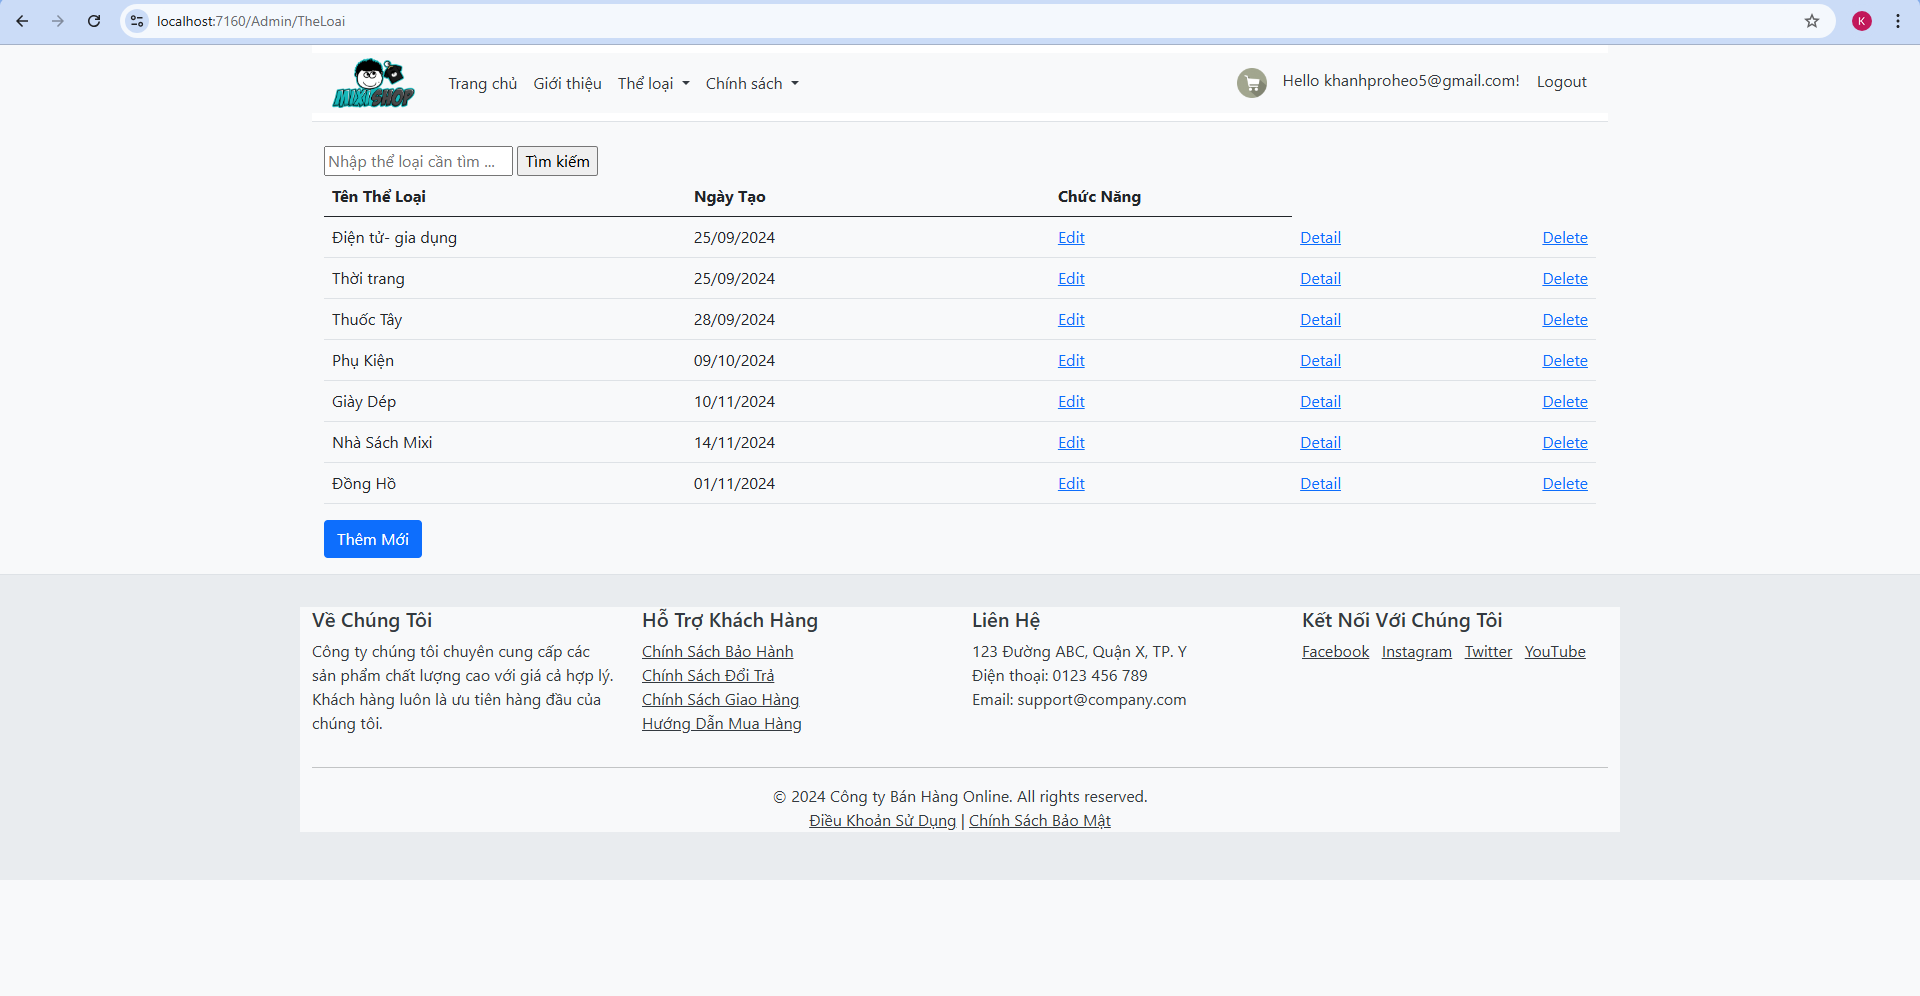 localhost:7160/Admin/TheLoai
K
MIXISHOP
Trang chủ Giới thiệu Thể loại Chính sách
Hello khanhproheo5@gmail.com! Logout
Nhập thể loại cần tìm ... Tìm kiếm
Tên Thể Loại Ngày Tạo Chức Năng
Điện tử- gia dụng 25/09/2024 Edit Detail Delete
Thời trang 25/09/2024 Edit Detail Delete
Thuốc Tây 28/09/2024 Edit Detail Delete
Phụ Kiện 09/10/2024 Edit Detail Delete
Giày Dép 10/11/2024 Edit Detail Delete
Nhà Sách Mixi 14/11/2024 Edit Detail Delete
Đồng Hồ 01/11/2024 Edit Detail Delete
Thêm Mới
Về Chúng Tôi
Công ty chúng tôi chuyên cung cấp các
sản phẩm chất lượng cao với giá cả hợp lý.
Khách hàng luôn là ưu tiên hàng đầu của
chúng tôi.
Hỗ Trợ Khách Hàng
Chính Sách Bảo Hành
Chính Sách Đổi Trả
Chính Sách Giao Hàng
Hướng Dẫn Mua Hàng
Liên Hệ
123 Đường ABC, Quận X, TP. Y
Điện thoại: 0123 456 789
Email: support@company.com
Kết Nối Với Chúng Tôi
Facebook Instagram Twitter YouTube
© 2024 Công ty Bán Hàng Online. All rights reserved.
Điều Khoản Sử Dụng | Chính Sách Bảo Mật